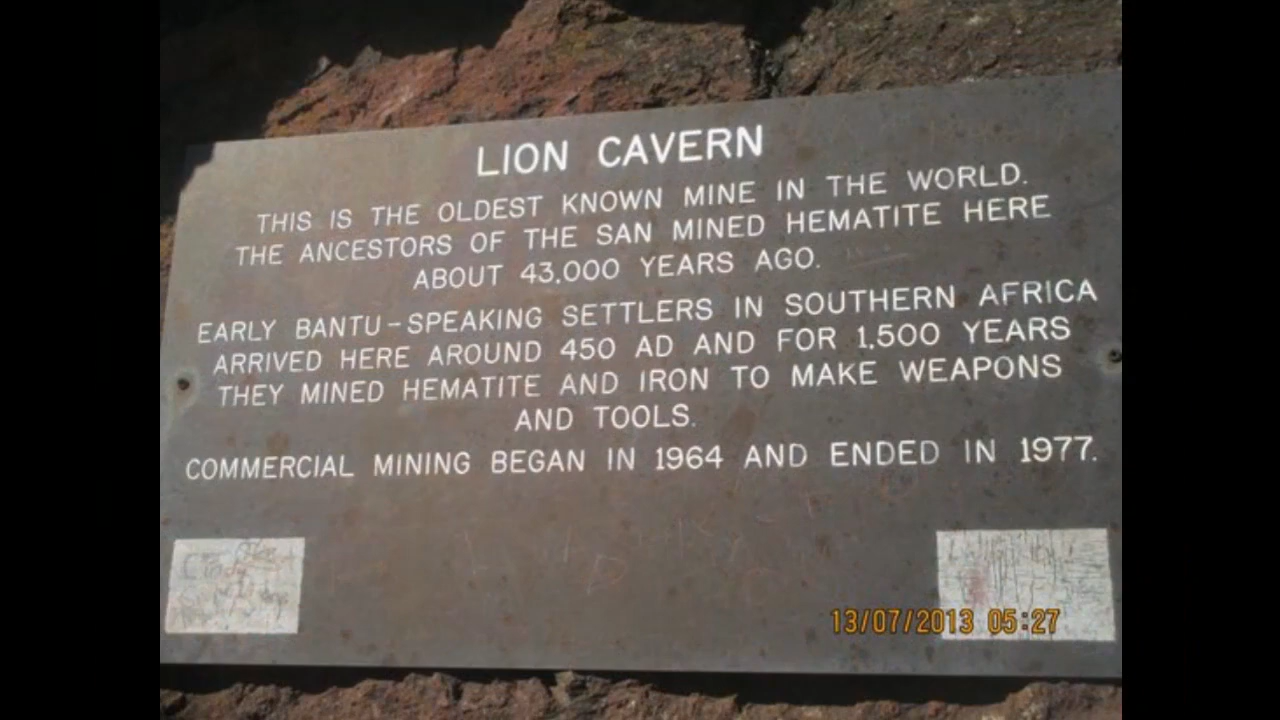 LION CAVERN
THIS IS THE OLDEST KNOWN MINE IN THE WORLD.
THE ANCESTORS OF THE SAN MINED HEMATITE HERE
ABOUT 43,000 YEARS AGO.
EARLY BANTU-SPEAKING SETTLERS IN SOUTHERN AFRICA
ARRIVED HERE AROUND 450 AD AND FOR 1,500 YEARS
THEY MINED HEMATITE AND IRON TO MAKE WEAPONS
AND TOOLS.
COMMERCIAL MINING BEGAN IN 1964 AND ENDED IN 1977.
13/07/2013 05:27